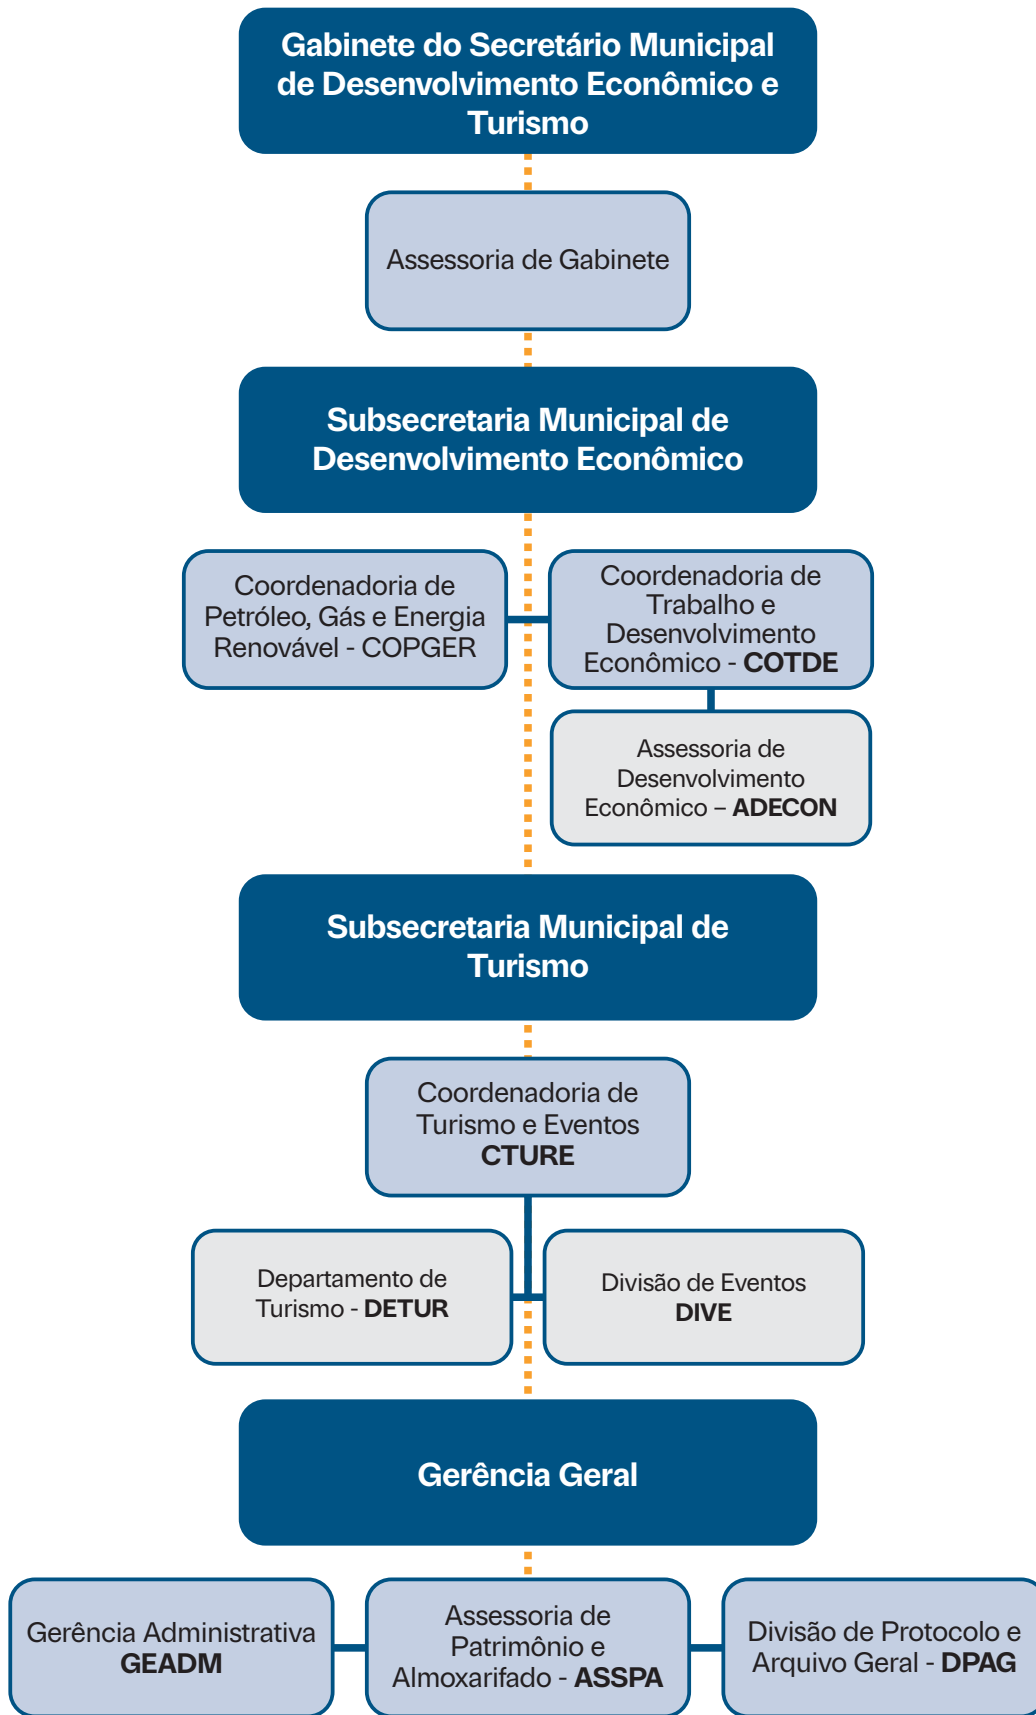 Gabinete do Secretário Municipal
de Desenvolvimento Econômico e
Turismo
Assessoria de Gabinete
Subsecretaria Municipal de
Desenvolvimento Econômico
Coordenadoria de
Petróleo, Gás e Energia
Renovável - COPGER
Coordenadoria de
Trabalho e
Desenvolvimento
Econômico - COTDE
Assessoria de
Desenvolvimento
Econômico – ADECON
Subsecretaria Municipal de
Turismo
Coordenadoria de
Turismo e Eventos
CTURE
Departamento de
Turismo - DETUR
Divisão de Eventos
DIVE
Gerência Geral
Gerência Administrativa
GEADM
Assessoria de
Patrimônio e
Almoxarifado - ASSPA
Divisão de Protocolo e
Arquivo Geral - DPAG